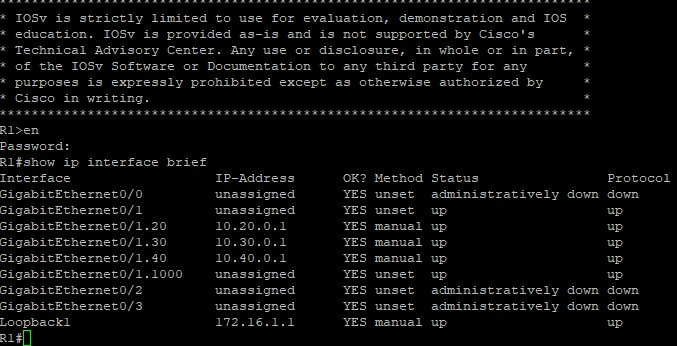 **************************************************************************
* IOSv is strictly limited to use for evaluation, demonstration and IOS  *
* education. IOSv is provided as-is and is not supported by Cisco's      *
* Technical Advisory Center. Any use or disclosure, in whole or in part, *
* of the IOSv Software or Documentation to any third party for any       *
* purposes is expressly prohibited except as otherwise authorized by     *
* Cisco in writing.                                                      *
**************************************************************************
R1>en
Password:
R1#show ip interface brief
Interface                  IP-Address      OK? Method Status                Protocol
GigabitEthernet0/0         unassigned      YES unset  administratively down down
GigabitEthernet0/1         unassigned      YES unset  up                    up
GigabitEthernet0/1.20      10.20.0.1       YES manual up                    up
GigabitEthernet0/1.30      10.30.0.1       YES manual up                    up
GigabitEthernet0/1.40      10.40.0.1       YES manual up                    up
GigabitEthernet0/1.1000    unassigned      YES unset  up                    up
GigabitEthernet0/2         unassigned      YES unset  administratively down down
GigabitEthernet0/3         unassigned      YES unset  administratively down down
Loopback1                  172.16.1.1      YES manual up                    up
R1#